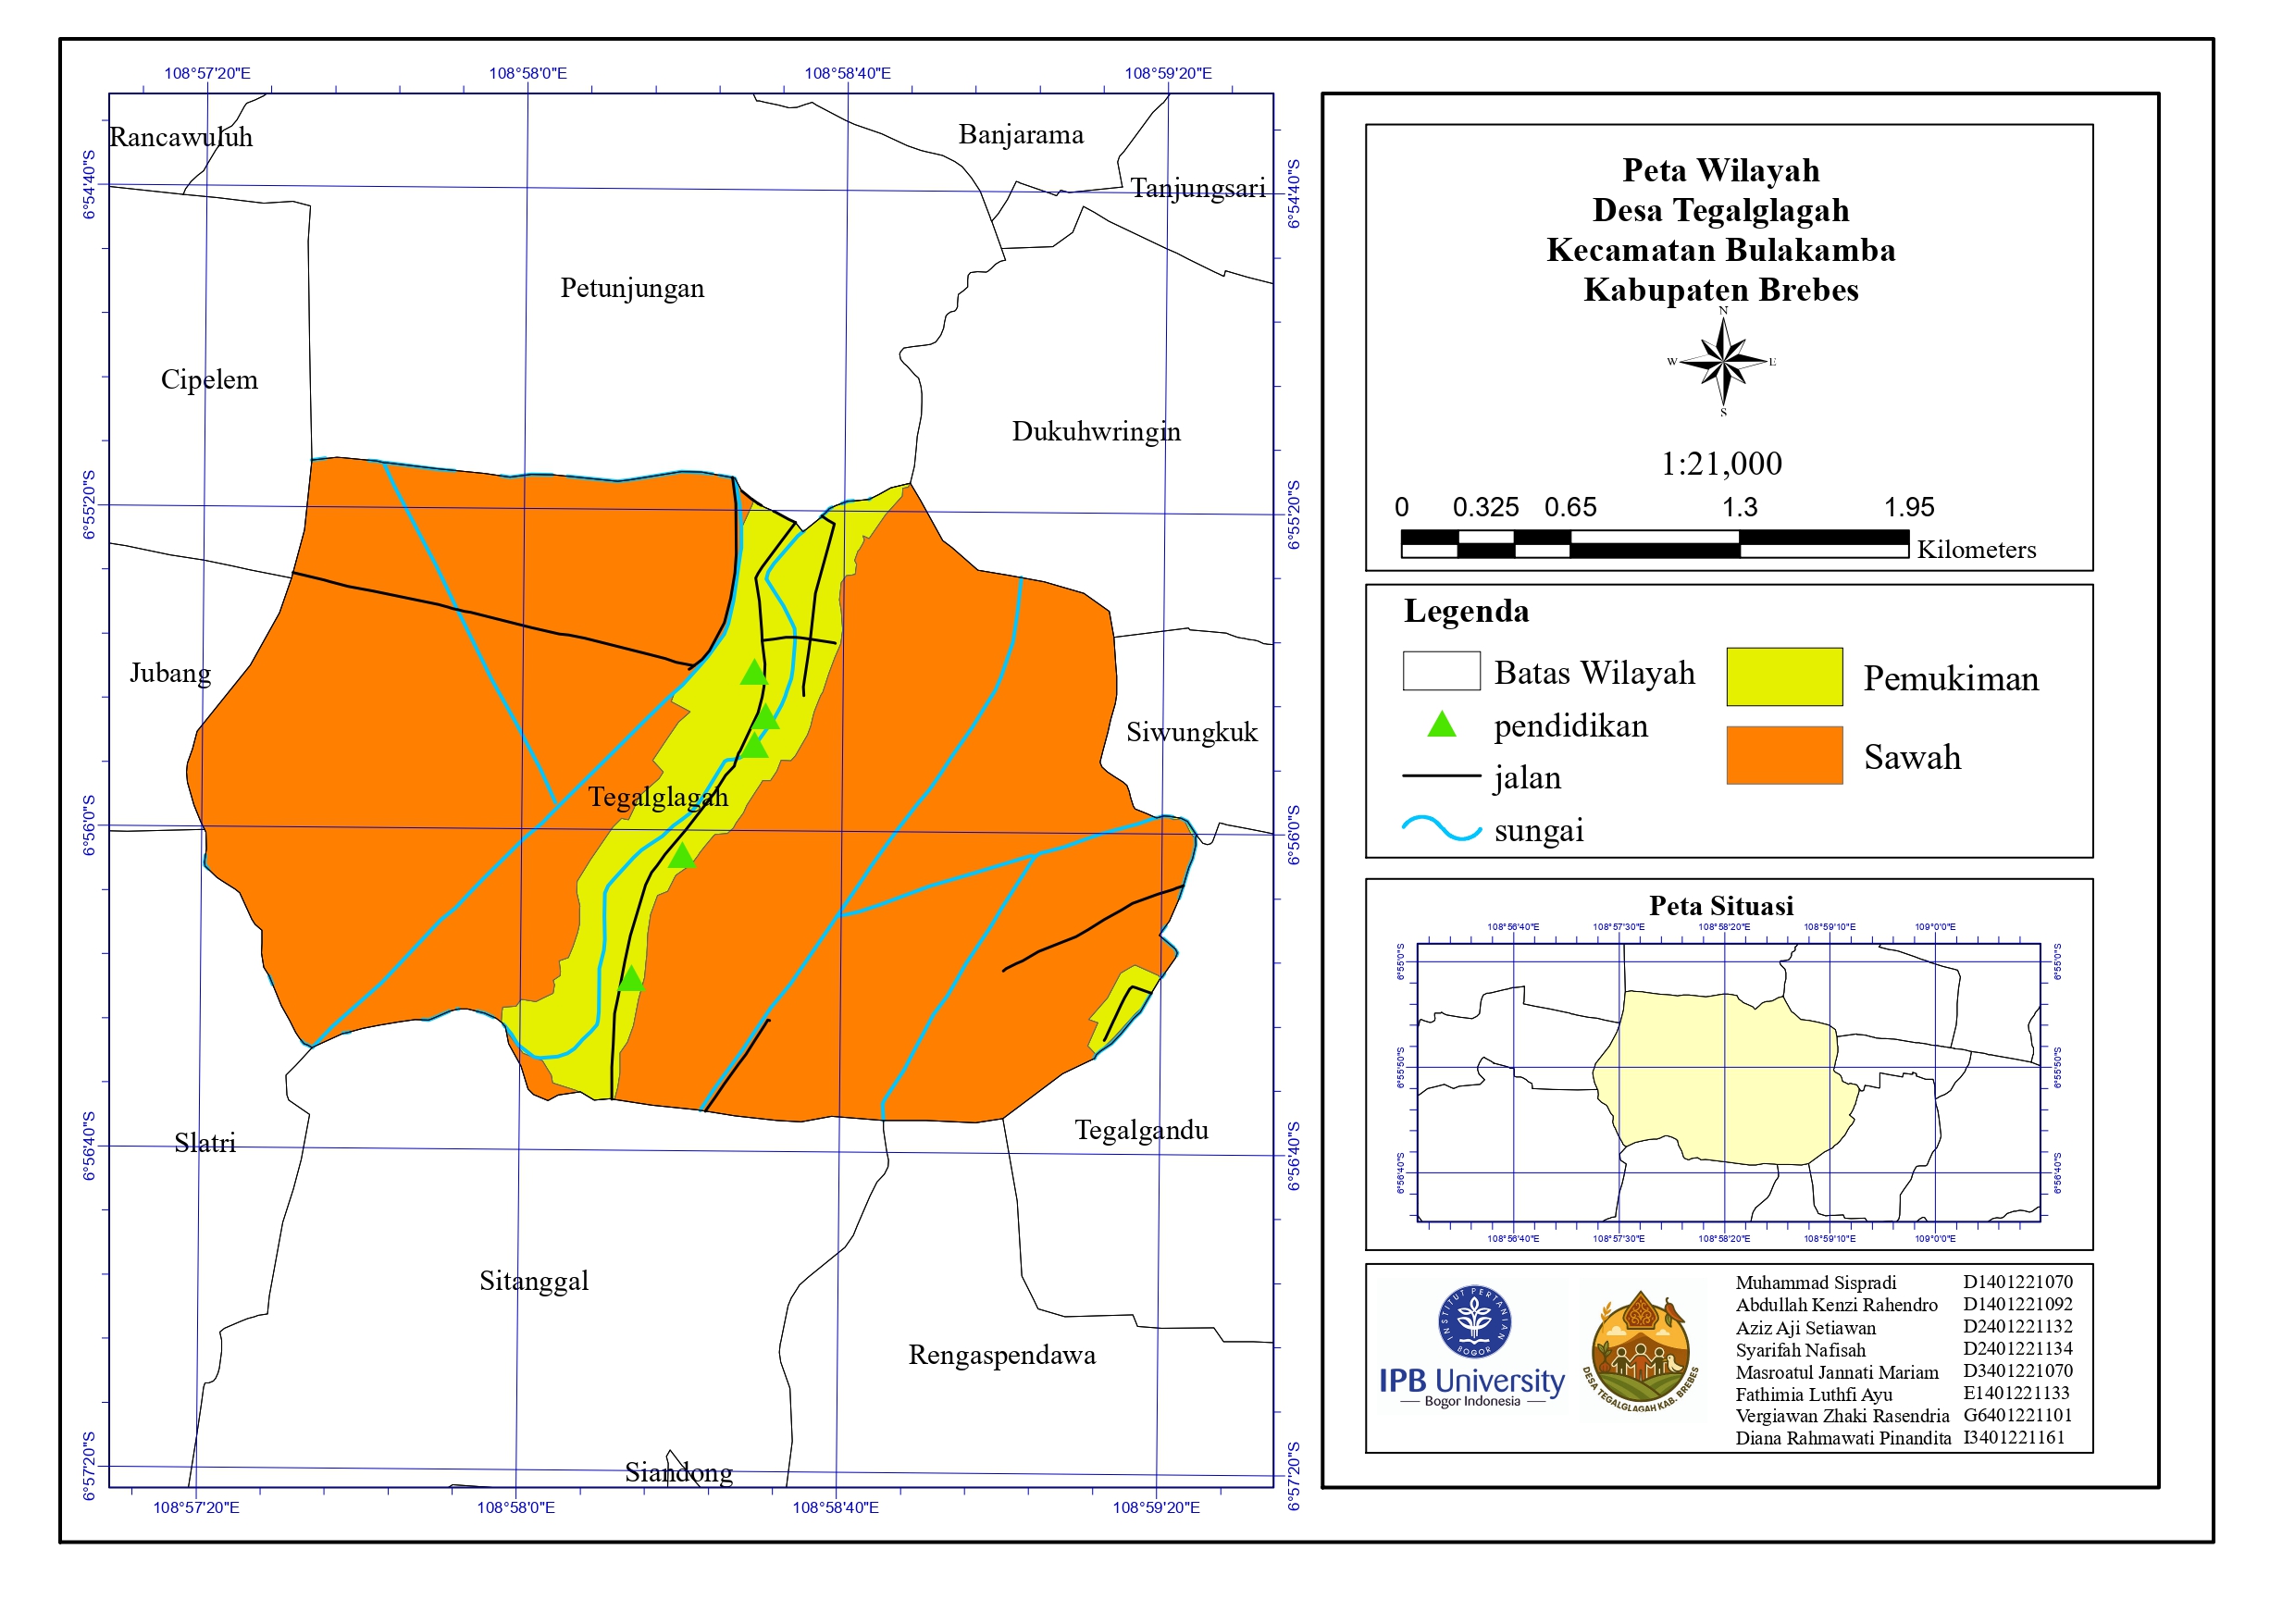 108°57'20"E
108°58'0"E
108°58'40"E
108°59'20"E
6°54'40"S
6°55'20"S
6°56'0"S
6°56'40"S
6°57'20"S
Rancawuluh
Banjarama
Tanjungsari
Petunjungan
Cipelem
Dukuhwringin
Jubang
Siwungkuk
Tegalglagah
Tegalgandu
Slatri
Sitanggal
Rengaspendawa
Siandong
6°54'40"S
6°55'20"S
6°56'0"S
6°56'40"S
6°57'20"S
108°57'20"E
108°58'0"E
108°58'40"E
108°59'20"E
Peta Wilayah
Desa Tegalglagah
Kecamatan Bulakamba
Kabupaten Brebes
N
W E
S
1:21,000
0 0.325 0.65 1.3 1.95
Kilometers
Legenda
Batas Wilayah
pendidikan
jalan
sungai
Pemukiman
Sawah
Peta Situasi
108°56'40"E 108°57'30"E 108°58'20"E 108°59'10"E 109°0'0"E
6°55'0"S
6°55'50"S
6°56'40"S
6°55'0"S
6°55'50"S
6°56'40"S
108°56'40"E 108°57'30"E 108°58'20"E 108°59'10"E 109°0'0"E
INSTITUT PERTANIAN
BOGOR
IPB University
Bogor Indonesia
DESA TEGALGLAGAH KAB. BREBES
Muhammad Sispradi D1401221070
Abdullah Kenzi Rahendro D1401221092
Aziz Aji Setiawan D2401221132
Syarifah Nafisah D2401221134
Masroatul Jannati Mariam D3401221070
Fathimia Luthfi Ayu E1401221133
Vergiawan Zhaki Rasendria G6401221101
Diana Rahmawati Pinandita I3401221161